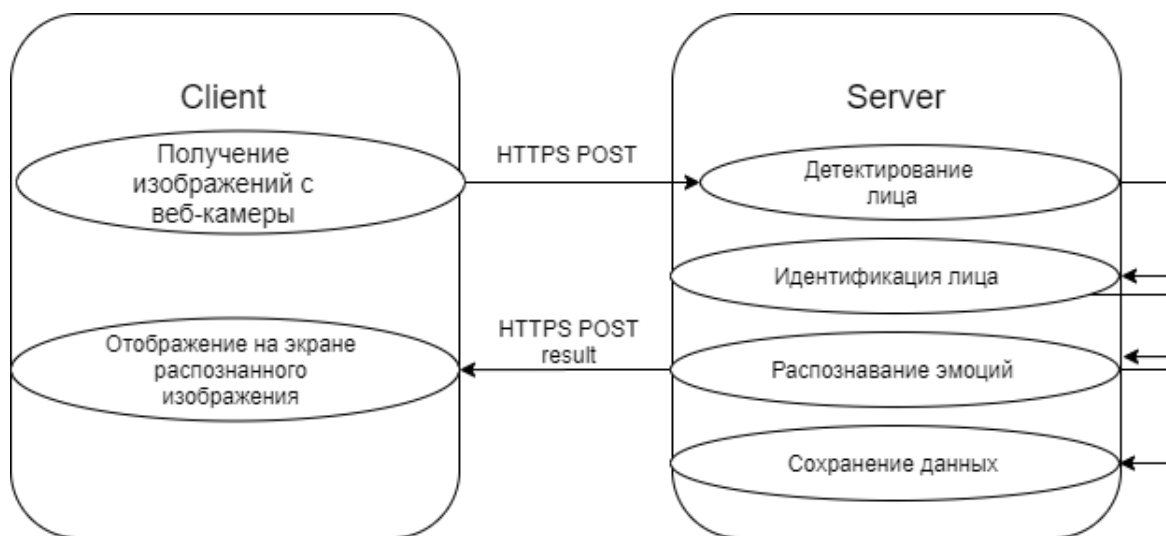 Client
Получение
изображений с
веб-камеры
Отображение на экране
распознанного
изображения
HTTPS POST
HTTPS POST
result
Server
Детектирование
лица
Идентификация лица
Распознавание эмоций
Сохранение данных